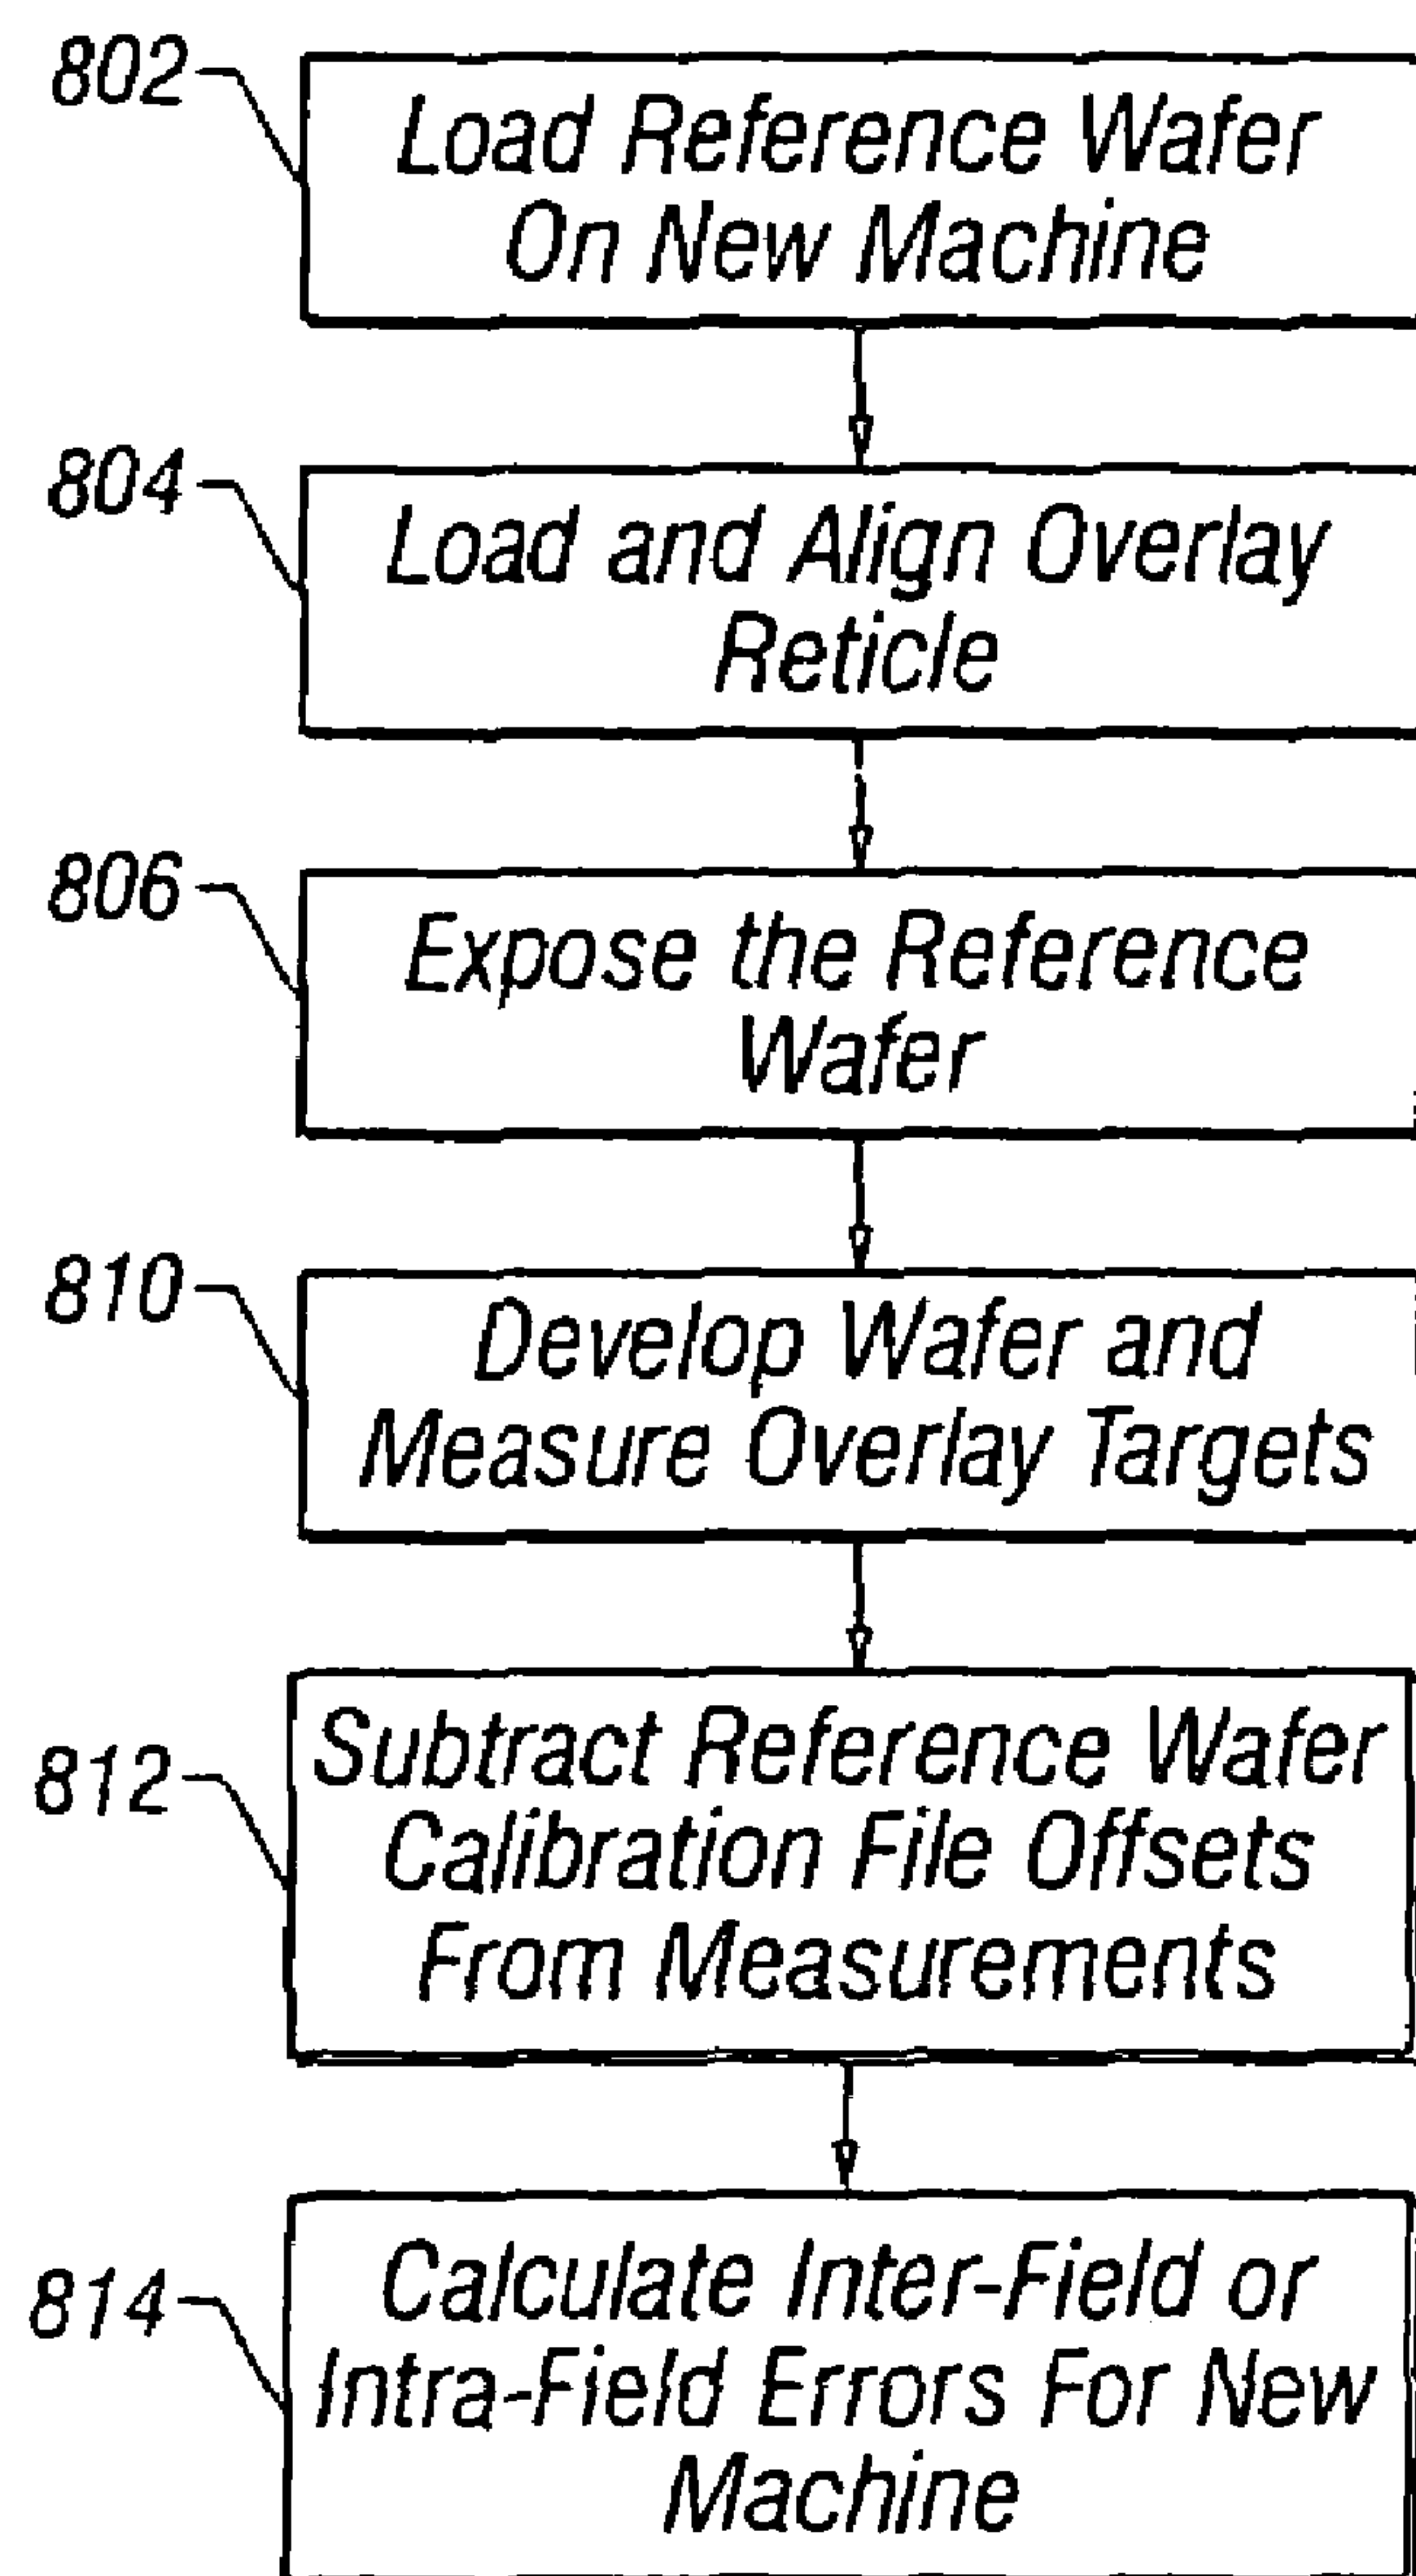 802
Load Reference Wafer
On New Machine
804
Load and Align Overlay
Reticle
806
Expose the Reference
Wafer
810
Develop Wafer and
Measure Overlay Targets
812
Subtract Reference Wafer
Calibration File Offsets
From Measurements
814
Calculate Inter-Field or
Intra-Field Errors For New
Machine